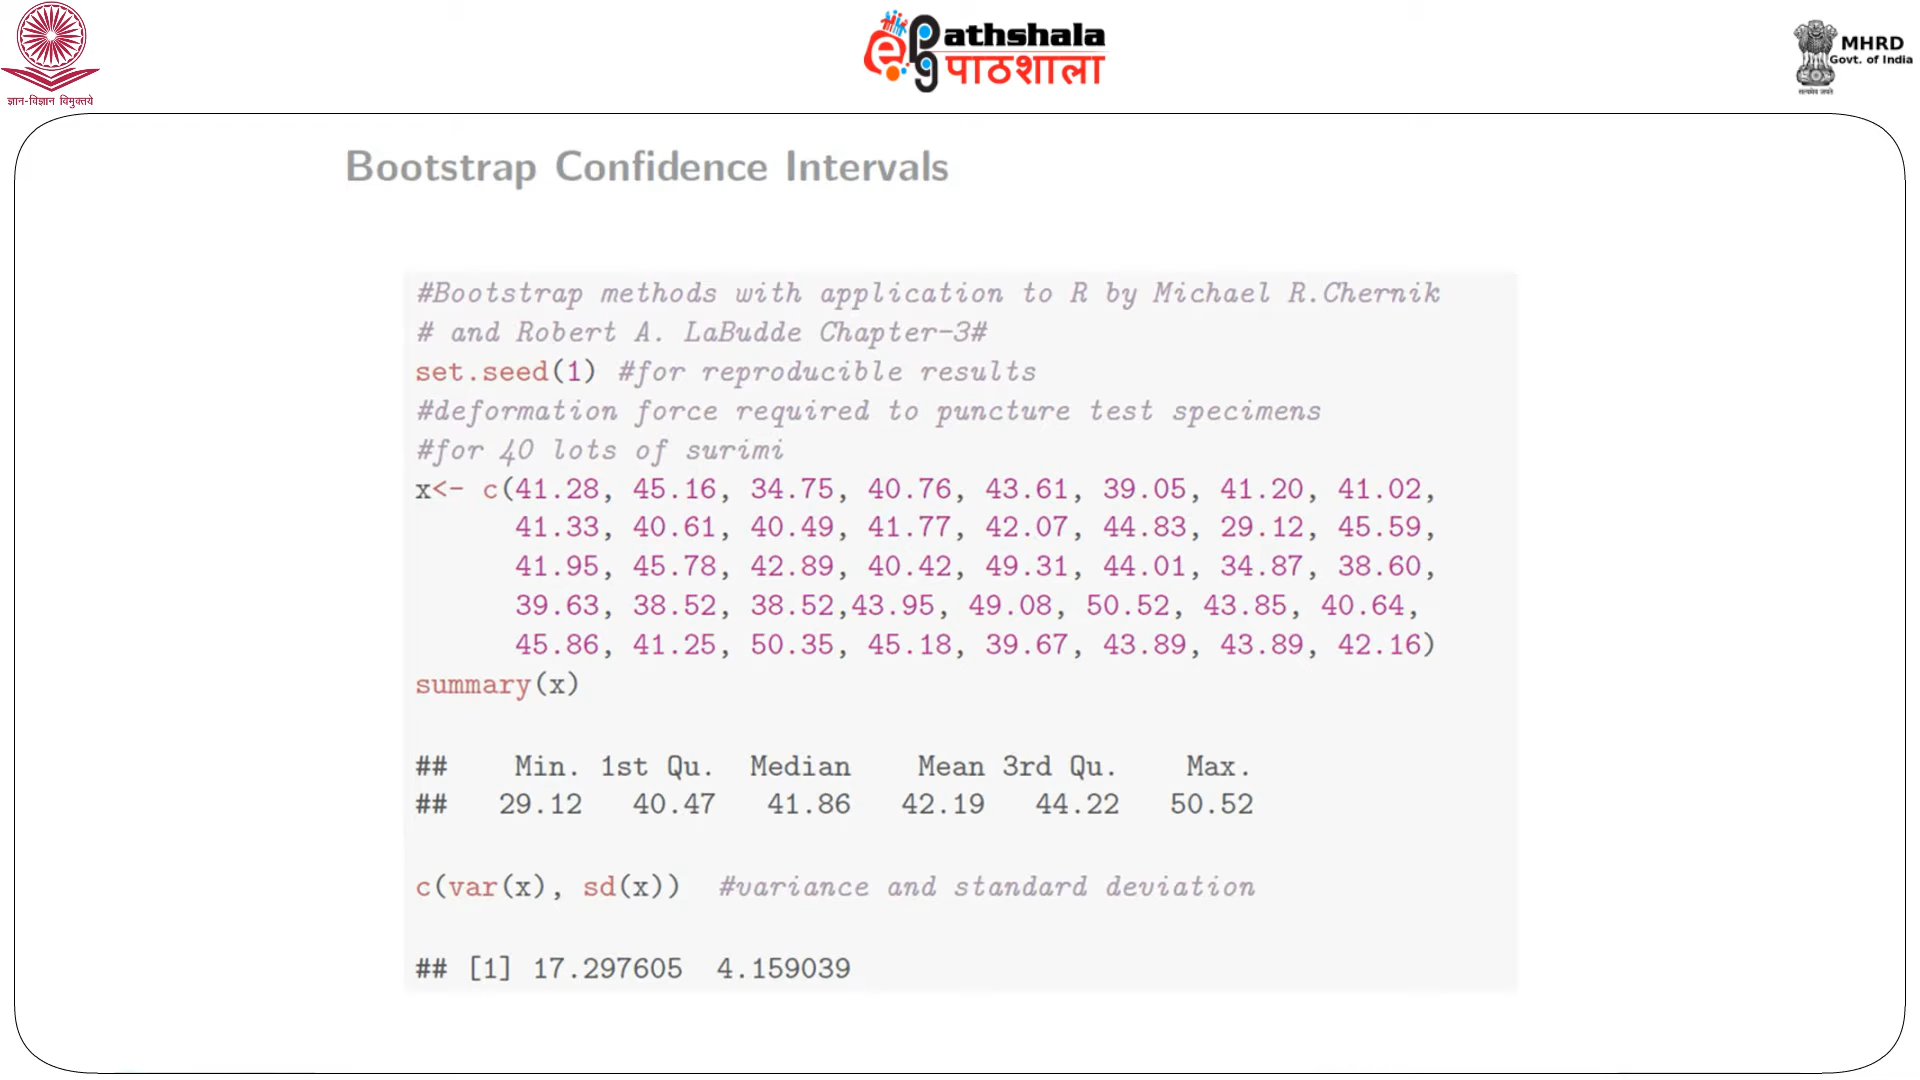 ज्ञान-विज्ञान विमुक्तये
ePG Pathshala
पाठशाला
MHRD
Govt. of India
सत्यमेव जयते
Bootstrap Confidence Intervals
#Bootstrap methods with application to R by Michael R.Chernik
# and Robert A. LaBudde Chapter-3#
set.seed(1) #for reproducible results
#deformation force required to puncture test specimens
#for 40 lots of surimi
x<- c(41.28, 45.16, 34.75, 40.76, 43.61, 39.05, 41.20, 41.02,
41.33, 40.61, 40.49, 41.77, 42.07, 44.83, 29.12, 45.59,
41.95, 45.78, 42.89, 40.42, 49.31, 44.01, 34.87, 38.60,
39.63, 38.52, 38.52,43.95, 49.08, 50.52, 43.85, 40.64,
45.86, 41.25, 50.35, 45.18, 39.67, 43.89, 43.89, 42.16)
summary(x)
## Min. 1st Qu. Median Mean 3rd Qu. Max.
## 29.12 40.47 41.86 42.19 44.22 50.52
c(var(x), sd(x)) #variance and standard deviation
## [1] 17.297605 4.159039